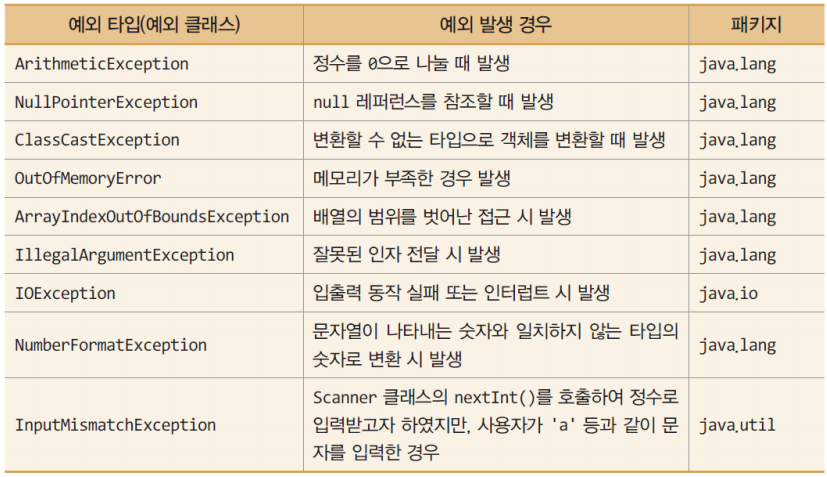 예외 타입(예외 클래스) 예외 발생 경우 패키지
ArithmeticException 정수를 0으로 나눌 때 발생 java.lang
NullPointerException null 레퍼런스를 참조할 때 발생 java.lang
ClassCastException 변환할 수 없는 타입으로 객체를 변환할 때 발생 java.lang
OutOfMemoryError 메모리가 부족한 경우 발생 java.lang
ArrayIndexOutOfBoundsException 배열의 범위를 벗어난 접근 시 발생 java.lang
IllegalArgumentException 잘못된 인자 전달 시 발생 java.lang
IOException 입출력 동작 실패 또는 인터럽트 시 발생 java.io
NumberFormatException 문자열이 나타내는 숫자와 일치하지 않는 타입의
숫자로 변환 시 발생 java.lang
InputMismatchException Scanner 클래스의 nextInt()를 호출하여 정수로
입력받고자 하였지만, 사용자가 'a' 등과 같이 문
자를 입력한 경우 java.util